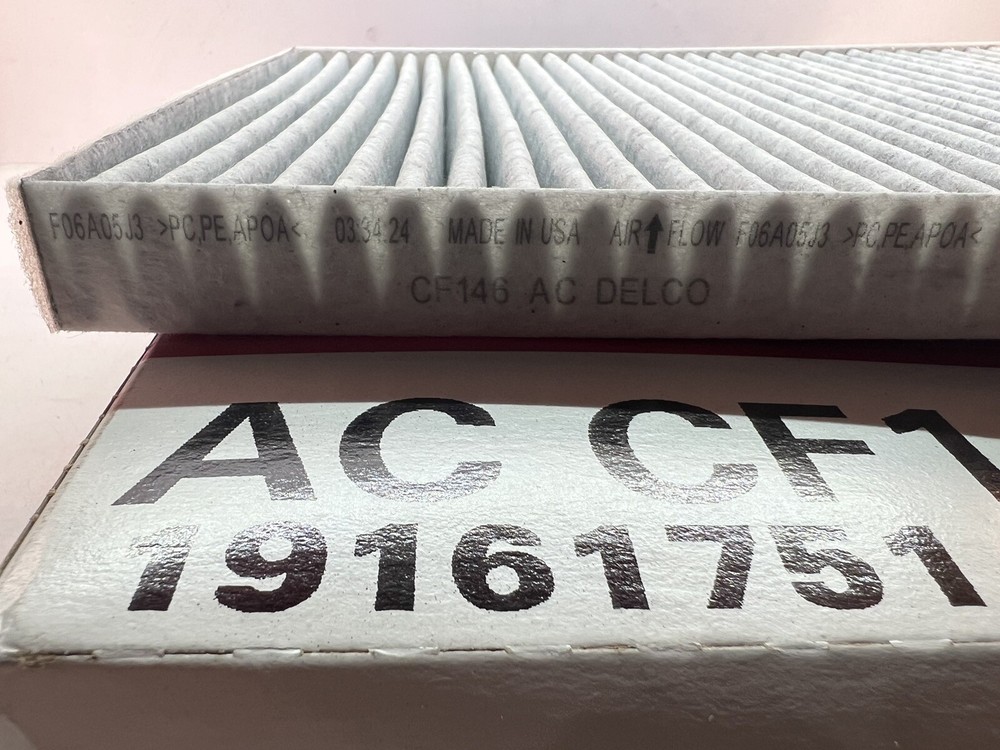 F06A05J3 >PC,PE,APOA< 03:34:24 MADE IN USA AIR FLOW F06A05J3 >PC,PE,APOA<
CF146 AC DELCO
AC CF1
19161751